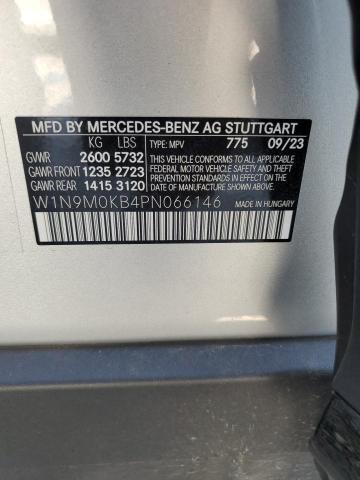 MFD BY MERCEDES-BENZ AG STUTTGART
KG LBS TYPE: MPV 775 09/23
GVWR 2600 5732 THIS VEHICLE CONFORMS TO ALL APPLICABLE
GAWR FRONT 1235 2723 FEDERAL MOTOR VEHICLE SAFETY AND
GAWR REAR 1415 3120 THEFT PREVENTION STANDARDS IN EFFECT
ON THE DATE OF MANUFACTURE SHOWN ABOVE.
W1N9M0KB4PN066146 MADE IN HUNGARY